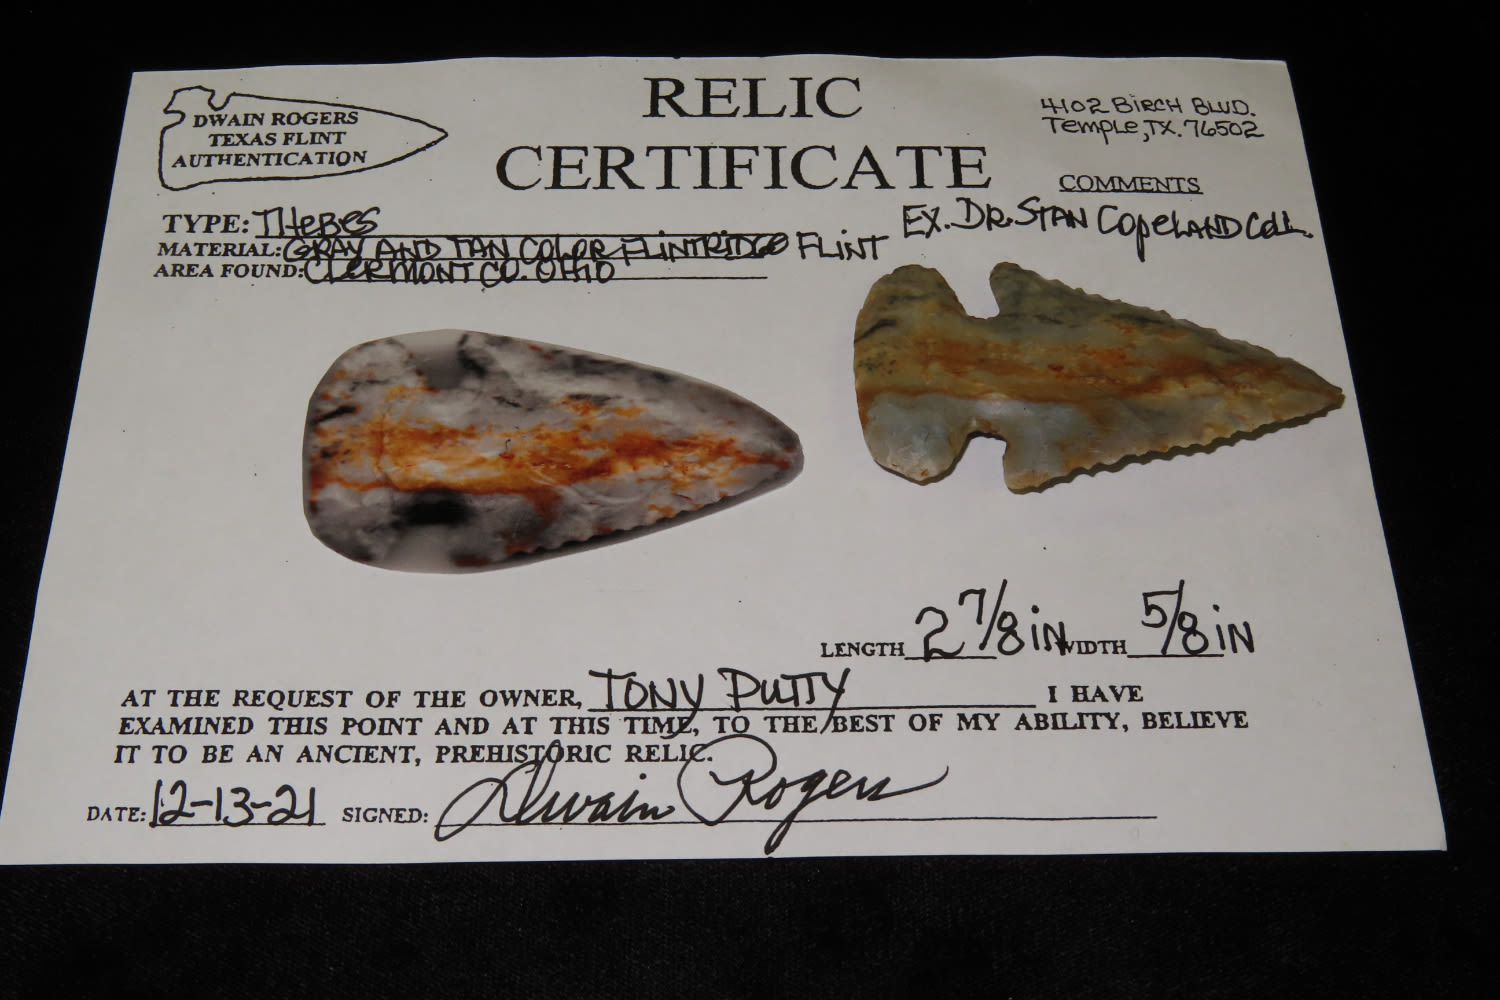 DWAIN ROGERS
TEXAS FLINT
AUTHENTICATION
RELIC
CERTIFICATE
4102 BIRCH BLVD.
Temple, TX. 76502
COMMENTS
EX. DR. STAN COPELAND COLL.
TYPE: THEBES
MATERIAL: GRAY AND TAN COLOR FLINTRIDGE FLINT
AREA FOUND: CLERMONT CO. OHIO
LENGTH 2 7/8 IN WIDTH 5/8 IN
AT THE REQUEST OF THE OWNER, TONY PUTTY I HAVE
EXAMINED THIS POINT AND AT THIS TIME, TO THE BEST OF MY ABILITY, BELIEVE
IT TO BE AN ANCIENT, PREHISTORIC RELIC.
DATE: 12-13-21 SIGNED: Dwain Rogers